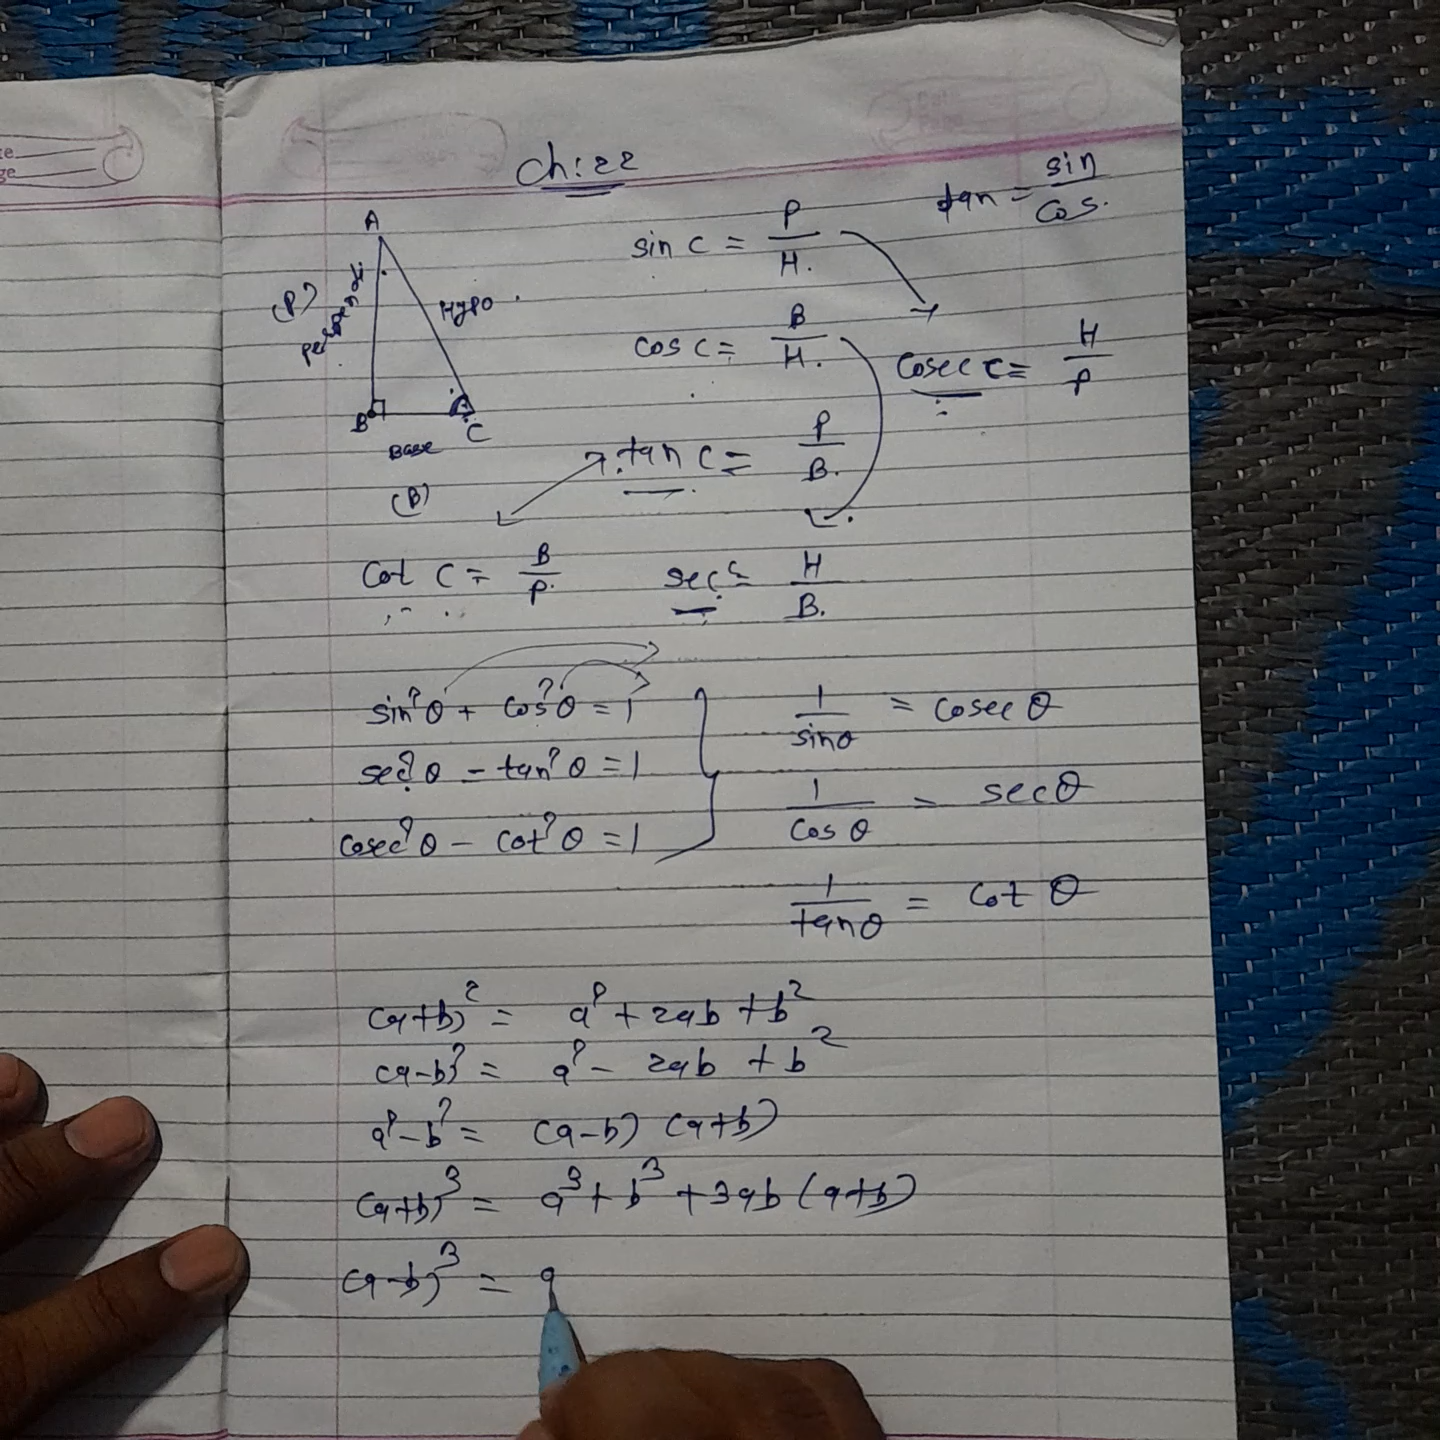 Ch:22
tan = sin/cos.
A
sin C = P/H.
(P)
Hypo
cos C = B/H.
cosec C = H/P
B
C
Base
tan C = P/B.
(B)
cot C = B/P.
sec C = H/B.
sin²θ + cos²θ = 1
1/sinθ = cosec θ
sec²θ - tan²θ = 1
1/cos θ = sec θ
cosec²θ - cot²θ = 1
1/tanθ = cot θ
(a+b)² = a² + 2ab + b²
(a-b)² = a² - 2ab + b²
a² - b² = (a-b) (a+b)
(a+b)³ = a³ + b³ + 3ab (a+b)
(a-b)³ = a